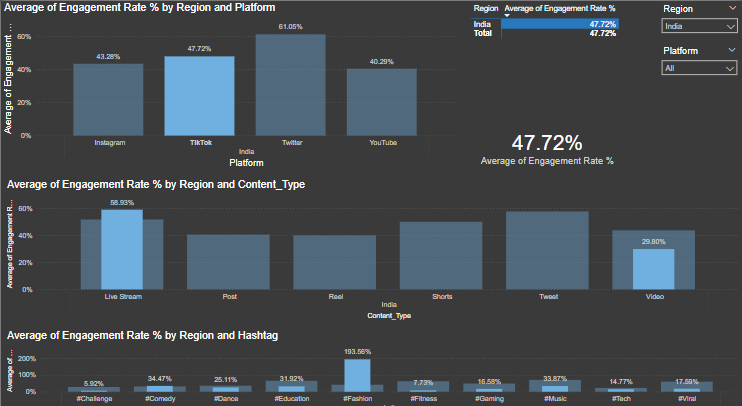 Average of Engagement Rate % by Region and Platform
Average of Engagement ...
60%
40%
20%
0%
43.28%
47.72%
61.05%
40.29%
Instagram
TikTok
Twitter
YouTube
India
Platform
Region Average of Engagement Rate %
India 47.72%
Total 47.72%
Region
India
Platform
All
47.72%
Average of Engagement Rate %
Average of Engagement Rate % by Region and Content_Type
Average of Engagement R...
60%
40%
20%
0%
58.93%
29.80%
Live Stream
Post
Reel
Shorts
Tweet
Video
India
Content_Type
Average of Engagement Rate % by Region and Hashtag
Average of ...
200%
100%
0%
5.92%
34.47%
25.11%
31.92%
193.56%
7.73%
16.58%
33.87%
14.77%
17.59%
#Challenge
#Comedy
#Dance
#Education
#Fashion
#Fitness
#Gaming
#Music
#Tech
#Viral